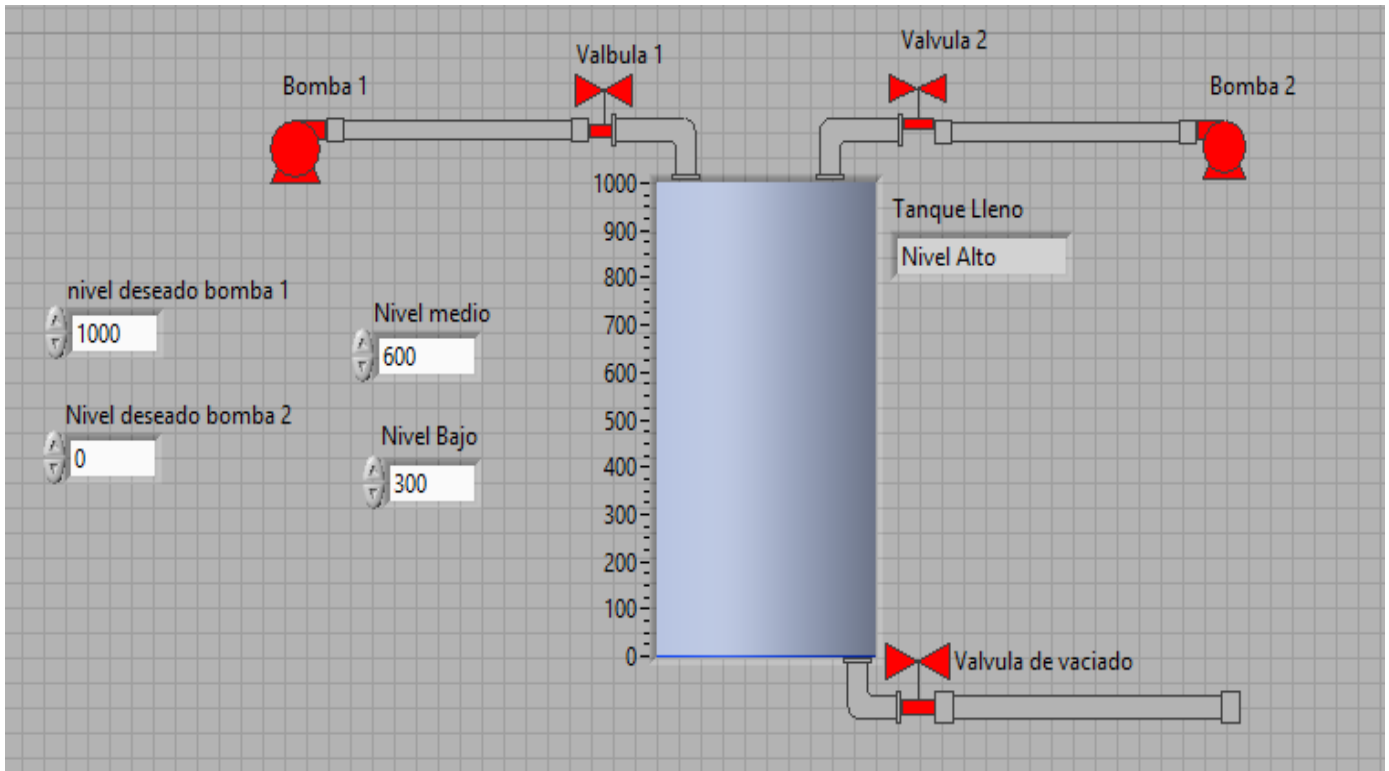 Valvula 2
Valbula 1
Bomba 1
Bomba 2
1000
Tanque Lleno
900
Nivel Alto
800
nivel deseado bomba 1
Nivel medio
1000
700
600
600
Nivel deseado bomba 2
500
Nivel Bajo
0
400
300
300
200
100
0
Valvula de vaciado